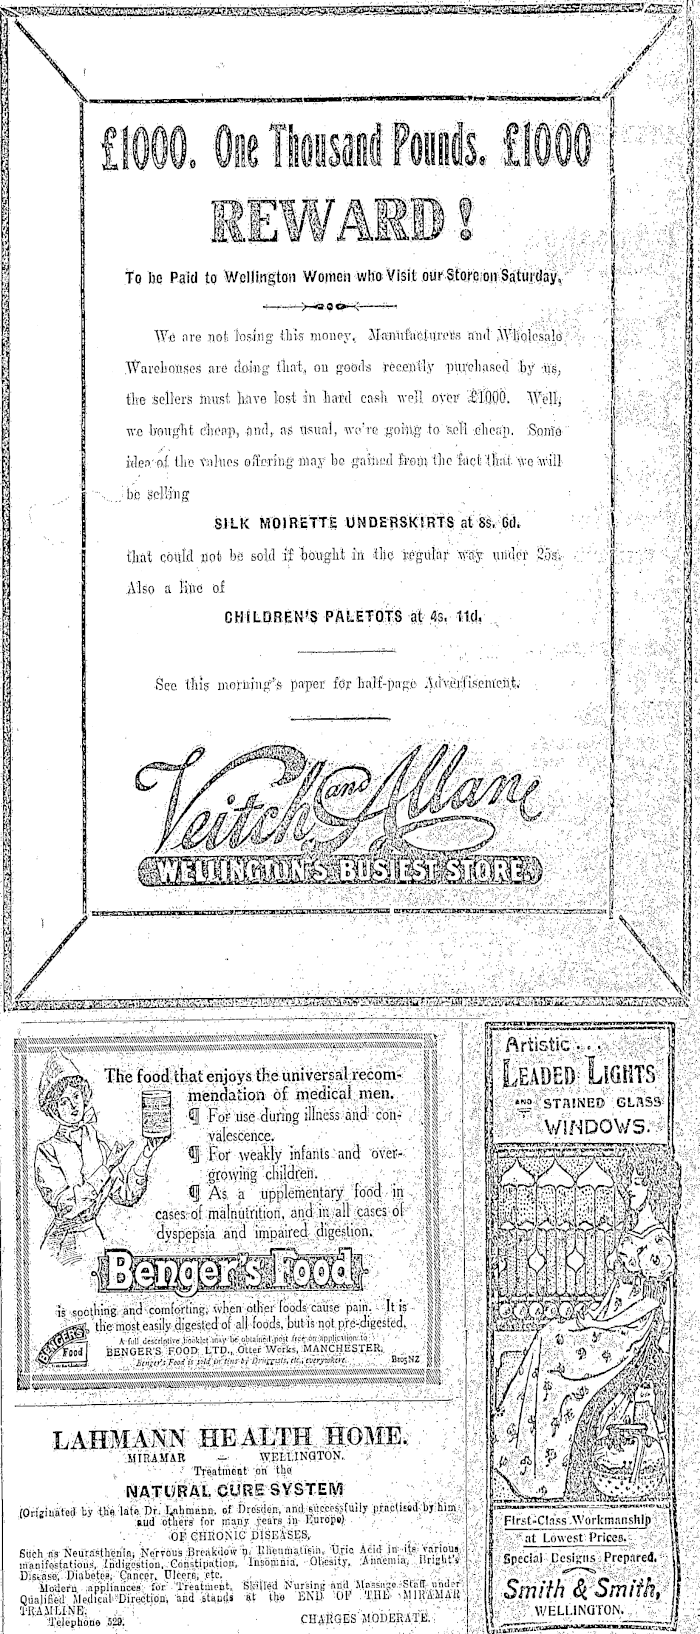 £1000. One Thousand Pounds. £1000
REWARD!
To be Paid to Wellington Women who Visit our Store on Saturday.
We are not losing this money. Manufacturers and Wholesale
Warehouses are doing that, on goods recently purchased by us,
the sellers must have lost in hard cash well over £1000. Well,
we bought cheap, and, as usual, we're going to sell cheap. Some
idea of the values offering may be gained from the fact that we will
be selling
SILK MOIRETTE UNDERSKIRTS at 8s. 6d.
that could not be sold if bought in the regular way under 25s.
Also a line of
CHILDREN'S PALETOTS at 4s. 11d.
See this morning's paper for half-page Advertisement.
Veitch and Allan
WELLINGTON'S BUSIEST STORE.
The food that enjoys the universal recom-
mendation of medical men.
¶ For use during illness and con-
valescence.
¶ For weakly infants and over-
growing children.
¶ As a upplementary food in
cases of malnutrition, and in all cases of
dyspepsia and impaired digestion.
Benger's Food
is soothing and comforting, when other foods cause pain. It is
the most easily digested of all foods, but is not pre-digested.
A full descriptive booklet may be obtained post free on application to
BENGER'S FOOD LTD., Otter Works, MANCHESTER.
Benger's Food is sold in tins by Druggists, etc., everywhere. B105NZ
BENGER'S
Food
LAHMANN HEALTH HOME.
MIRAMAR — WELLINGTON.
Treatment on the
NATURAL CURE SYSTEM
(Originated by the late Dr. Lahmann, of Dresden, and successfully practised by him
and others for many years in Europe)
OF CHRONIC DISEASES,
Such as Neurasthenia, Nervous Breakdown, Rheumatism, Uric Acid in its various
manifestations, Indigestion, Constipation, Insomnia, Obesity, Anaemia, Bright's
Disease, Diabetes, Cancer, Ulcers, etc.
Modern appliances for Treatment, Skilled Nursing and Massage Staff under
Qualified Medical Direction, and stands at the END OF THE MIRAMAR
TRAMLINE.
Telephone 529. CHARGES MODERATE.
Artistic...
LEADED LIGHTS
AND STAINED GLASS
WINDOWS.
First-Class Workmanship
at Lowest Prices.
Special Designs Prepared.
Smith & Smith,
WELLINGTON.